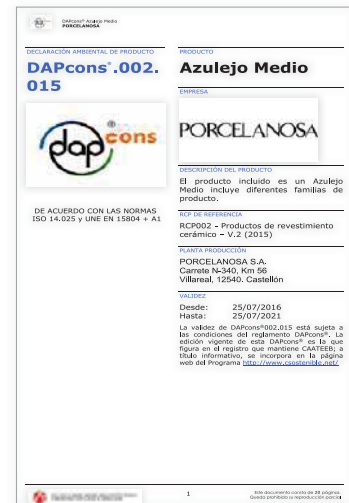 DAPcons® Azulejo Medio
PORCELANOSA
DECLARACIÓN AMBIENTAL DE PRODUCTO
DAPcons®.002.
015
dap cons
DE ACUERDO CON LAS NORMAS
ISO 14.025 y UNE EN 15804 + A1
PRODUCTO
Azulejo Medio
EMPRESA
PORCELANOSA
DESCRIPCIÓN DEL PRODUCTO
El producto incluido es un Azulejo
Medio incluye diferentes familias de
producto.
RCP DE REFERENCIA
RCP002 – Productos de revestimiento
cerámico – V.2 (2015)
PLANTA PRODUCCIÓN
PORCELANOSA S.A.
Carrete N-340, Km 56
Villareal, 12540. Castellón
VALIDEZ
Desde: 25/07/2016
Hasta: 25/07/2021
La validez de DAPcons®002.015 está sujeta a
las condiciones del reglamento DAPcons®. La
edición vigente de esta DAPcons® es la que
figura en el registro que mantiene CAATEEB; a
título informativo, se incorpora en la página
web del Programa http://www.csostenible.net/
1
Este documento consta de 20 páginas.
Queda prohibida su reproducción parcial